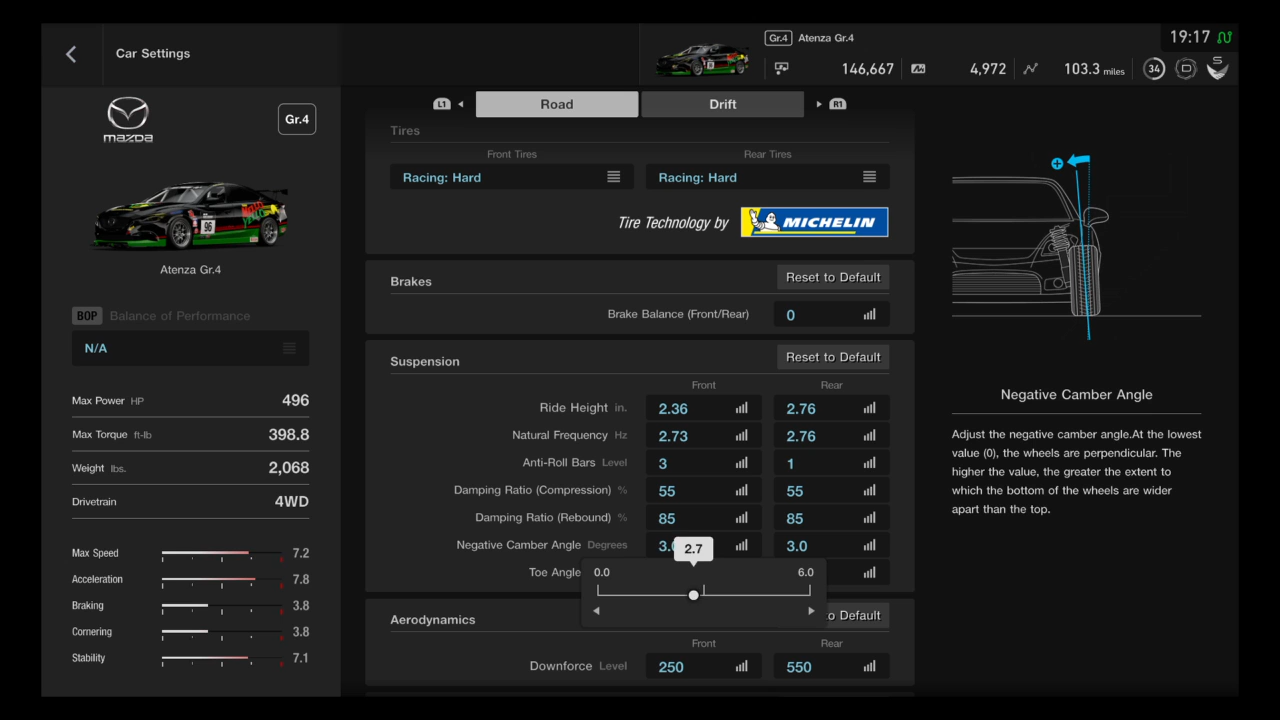 Car Settings
Gr.4 Atenza Gr.4
19:17
146,667
4,972
103.3 miles
34
S
mazda
Gr.4
96
Atenza Gr.4
BOP Balance of Performance
N/A
Max Power HP 496
Max Torque ft-lb 398.8
Weight lbs. 2,068
Drivetrain 4WD
Max Speed 7.2
Acceleration 7.8
Braking 3.8
Cornering 3.8
Stability 7.1
L1 Road Drift R1
Tires
Front Tires Rear Tires
Racing: Hard Racing: Hard
Tire Technology by MICHELIN
Brakes Reset to Default
Brake Balance (Front/Rear) 0
Suspension Reset to Default
Front Rear
Ride Height in. 2.36 2.76
Natural Frequency Hz 2.73 2.76
Anti-Roll Bars Level 3 1
Damping Ratio (Compression) % 55 55
Damping Ratio (Rebound) % 85 85
Negative Camber Angle Degrees 3.0 2.7 3.0
Toe Angle
0.0 6.0
Aerodynamics to Default
Front Rear
Downforce Level 250 550
Negative Camber Angle
Adjust the negative camber angle.At the lowest
value (0), the wheels are perpendicular. The
higher the value, the greater the extent to
which the bottom of the wheels are wider
apart than the top.